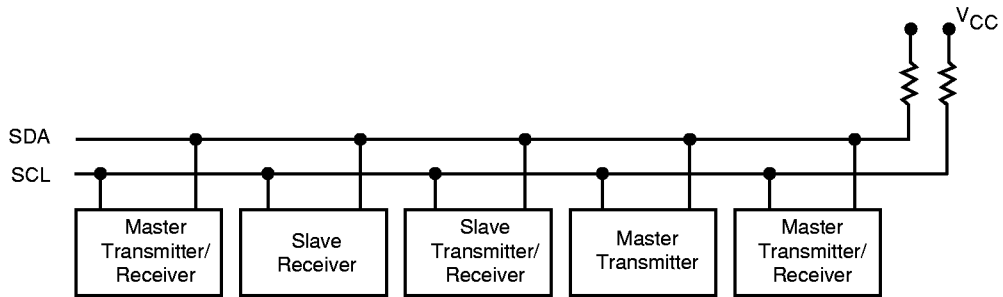 VCC
SDA
SCL
Master
Transmitter/
Receiver
Slave
Receiver
Slave
Transmitter/
Receiver
Master
Transmitter
Master
Transmitter/
Receiver